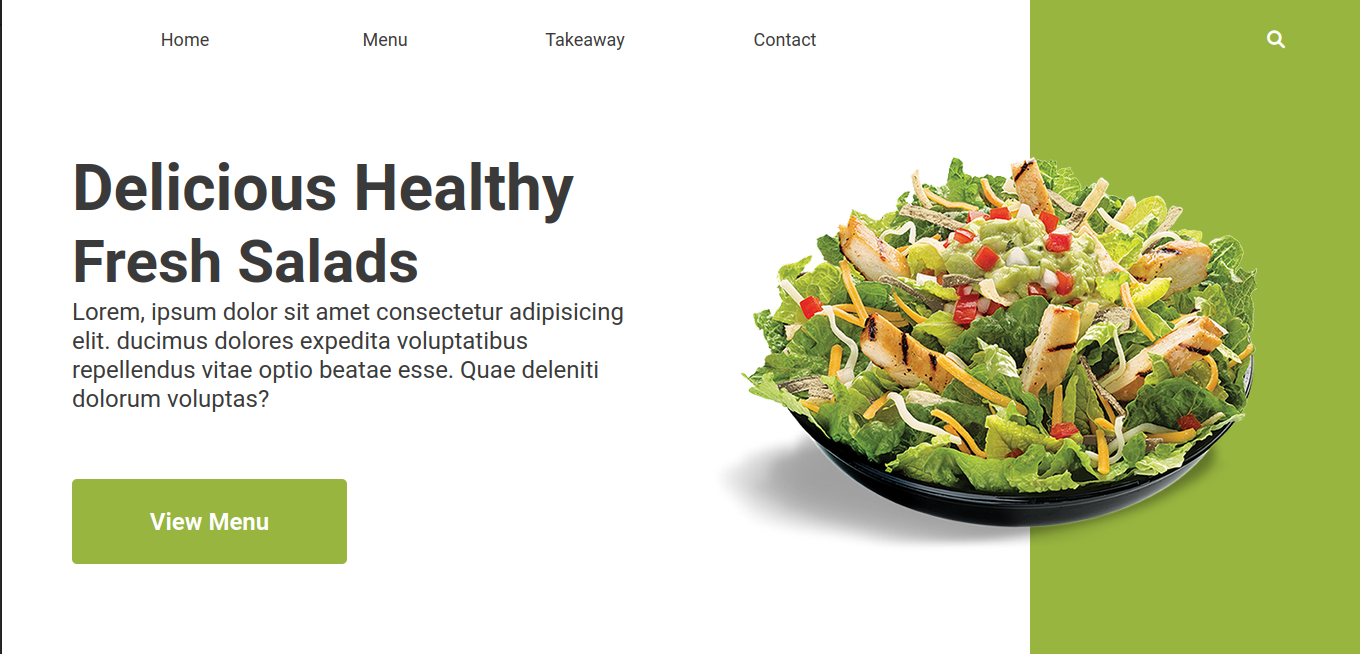 Home Menu Takeaway Contact
Delicious Healthy
Fresh Salads
Lorem, ipsum dolor sit amet consectetur adipisicing
elit. ducimus dolores expedita voluptatibus
repellendus vitae optio beatae esse. Quae deleniti
dolorum voluptas?
View Menu